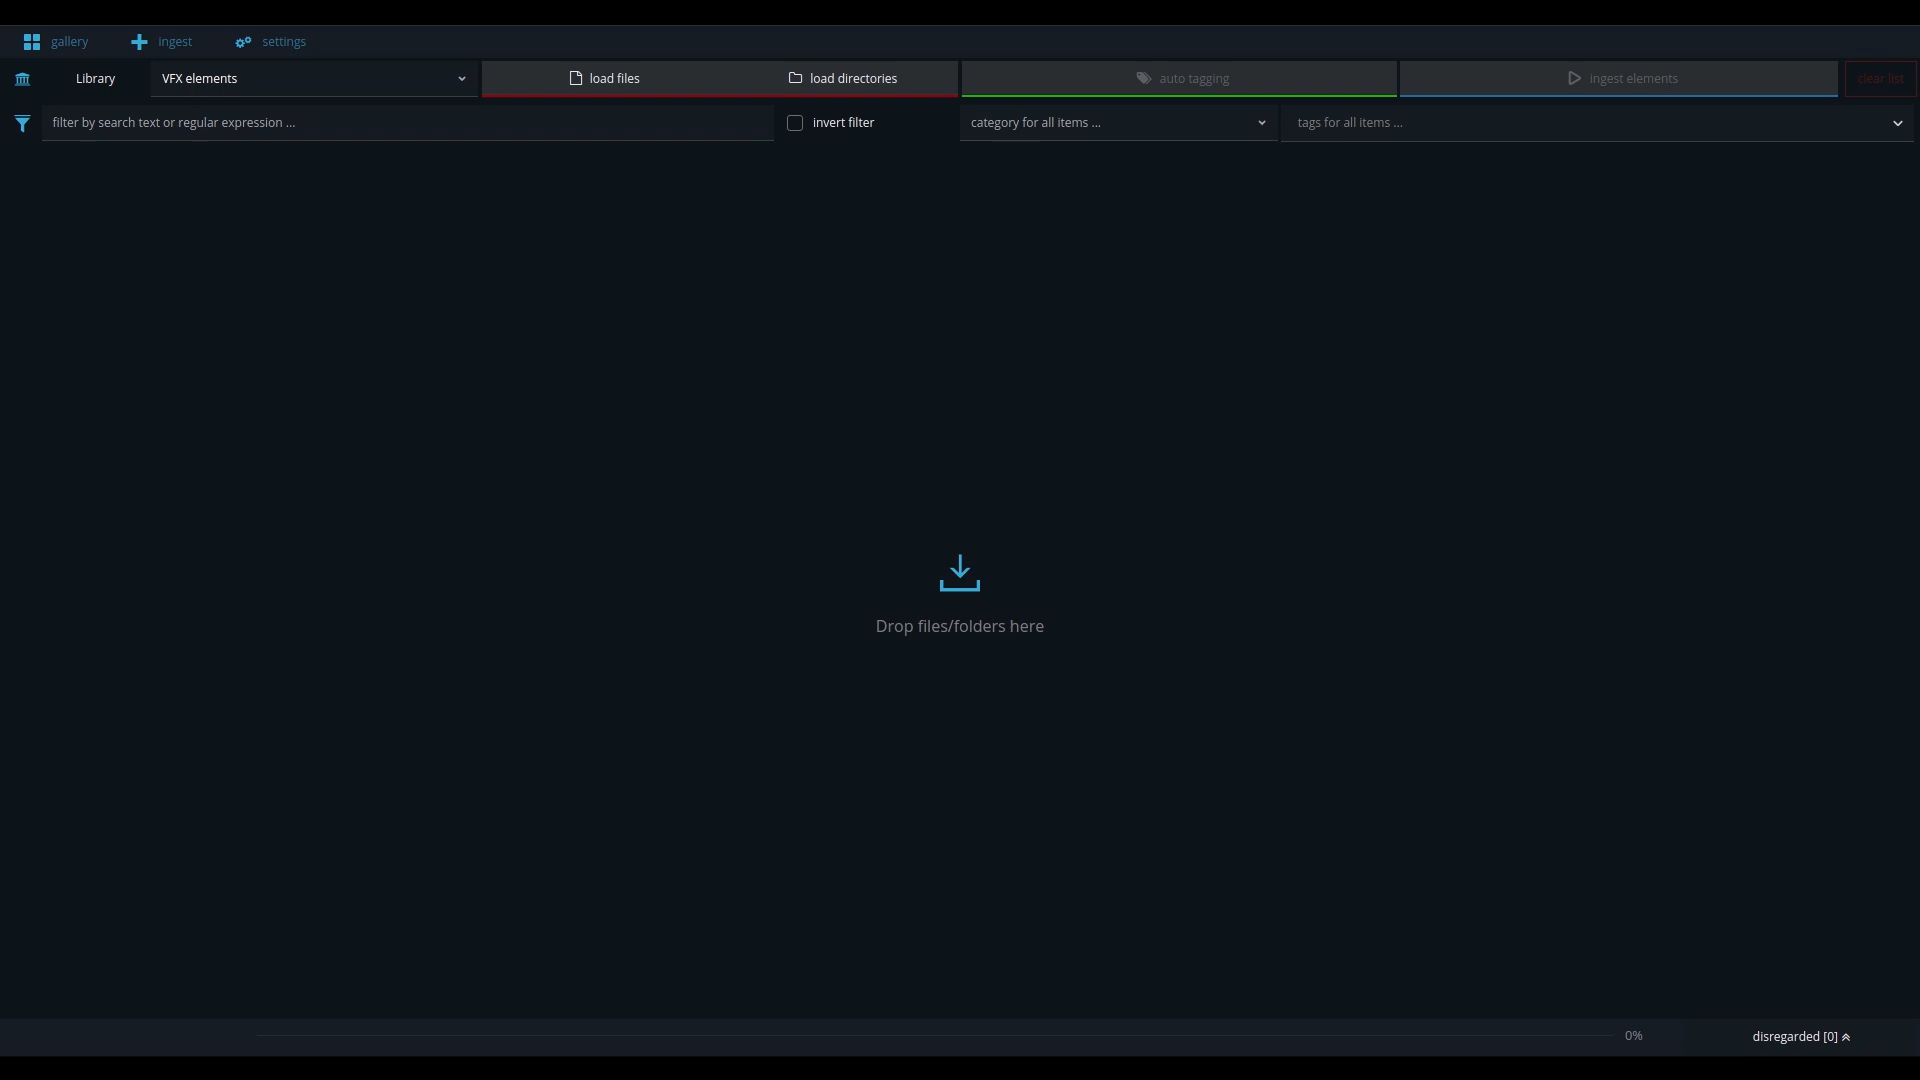 gallery ingest settings
Library VFX elements load files load directories auto tagging ingest elements clear list
filter by search text or regular expression ... invert filter category for all items ... tags for all items ...
Drop files/folders here
0% disregarded [0]